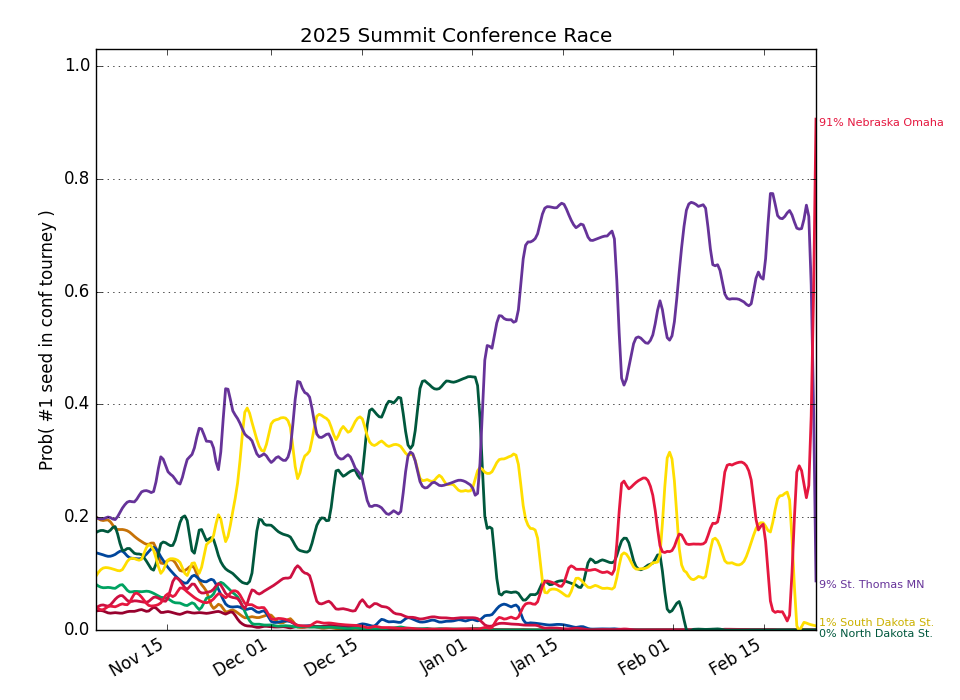 2025 Summit Conference Race
Prob( #1 seed in conf tourney )
1.0
0.8
0.6
0.4
0.2
0.0
Nov 15
Dec 01
Dec 15
Jan 01
Jan 15
Feb 01
Feb 15
91% Nebraska Omaha
9% St. Thomas MN
1% South Dakota St.
0% North Dakota St.